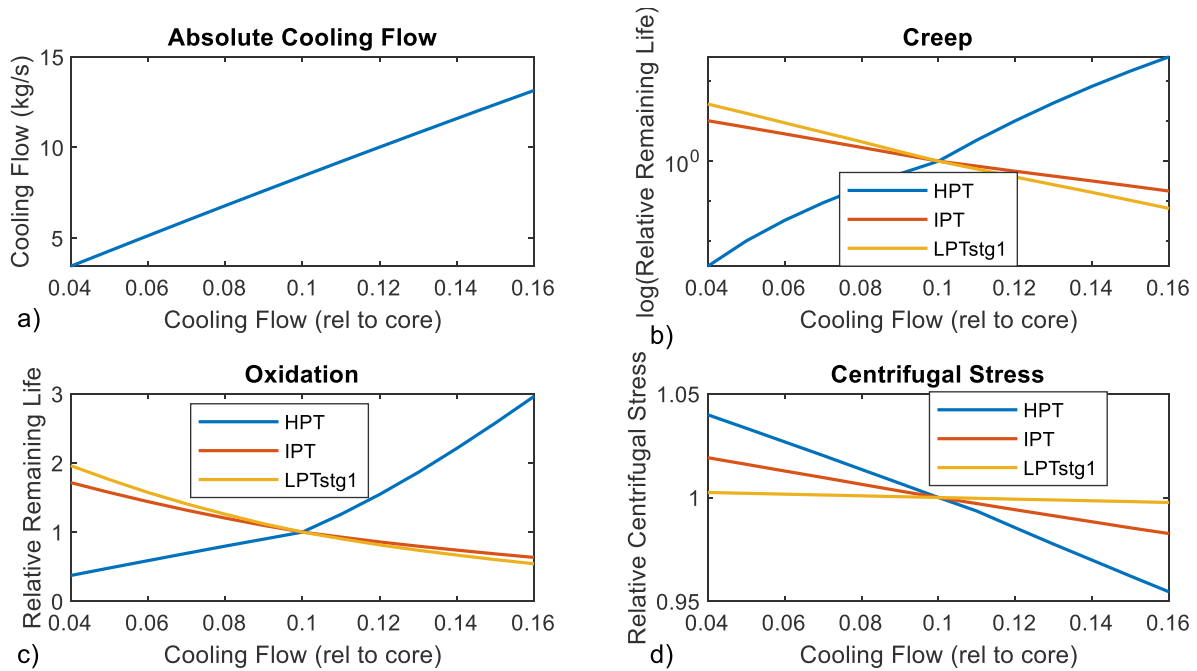 Absolute Cooling Flow
15
10
5
Cooling Flow (kg/s)
0.04 0.06 0.08 0.1 0.12 0.14 0.16
Cooling Flow (rel to core)
a)
Creep
10⁰
log(Relative Remaining Life)
HPT
IPT
LPTstg1
0.04 0.06 0.08 0.1 0.12 0.14 0.16
Cooling Flow (rel to core)
b)
Oxidation
3
2
1
0
Relative Remaining Life
HPT
IPT
LPTstg1
0.04 0.06 0.08 0.1 0.12 0.14 0.16
Cooling Flow (rel to core)
c)
Centrifugal Stress
1.05
1
0.95
Relative Centrifugal Stress
HPT
IPT
LPTstg1
0.04 0.06 0.08 0.1 0.12 0.14 0.16
Cooling Flow (rel to core)
d)